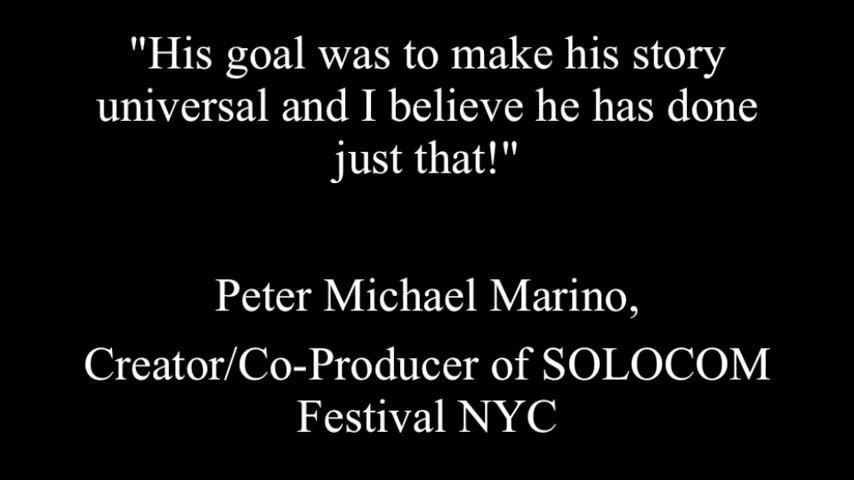 "His goal was to make his story
universal and I believe he has done
just that!"
Peter Michael Marino,
Creator/Co-Producer of SOLOCOM
Festival NYC